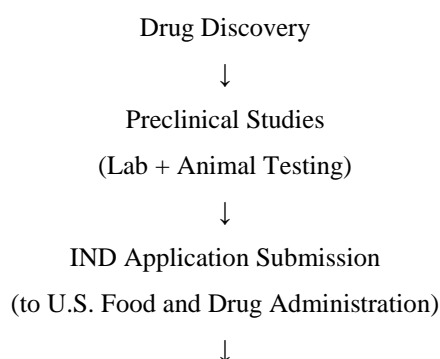 Drug Discovery
↓
Preclinical Studies
(Lab + Animal Testing)
↓
IND Application Submission
(to U.S. Food and Drug Administration)
↓